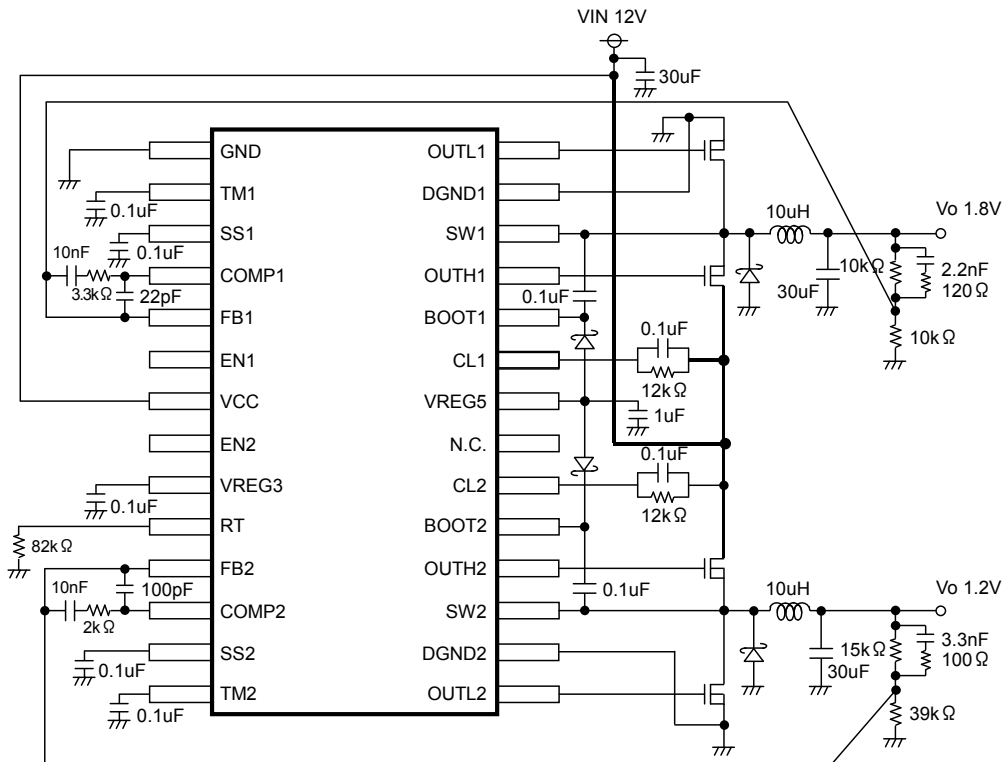 VIN 12V
30uF
GND
OUTL1
TM1
DGND1
0.1uF
SS1
SW1
10uH
Vo 1.8V
0.1uF
10nF
COMP1
OUTH1
10kΩ
2.2nF
3.3kΩ
22pF
0.1uF
30uF
120Ω
FB1
BOOT1
0.1uF
10kΩ
EN1
CL1
12kΩ
VCC
VREG5
1uF
EN2
N.C.
0.1uF
VREG3
CL2
0.1uF
12kΩ
RT
BOOT2
82kΩ
FB2
OUTH2
10nF
100pF
0.1uF
10uH
Vo 1.2V
COMP2
SW2
2kΩ
SS2
DGND2
15kΩ
3.3nF
0.1uF
30uF
100Ω
TM2
OUTL2
0.1uF
39kΩ